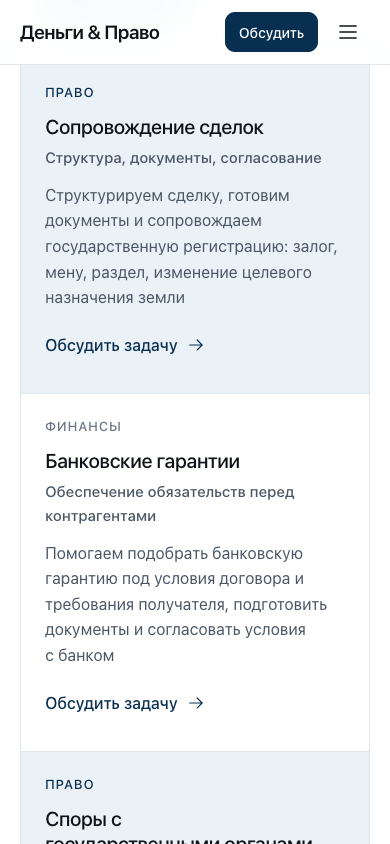 Деньги & Право
Обсудить
ПРАВО
Сопровождение сделок
Структура, документы, согласование
Структурируем сделку, готовим
документы и сопровождаем
государственную регистрацию: залог,
мену, раздел, изменение целевого
назначения земли
Обсудить задачу →
ФИНАНСЫ
Банковские гарантии
Обеспечение обязательств перед
контрагентами
Помогаем подобрать банковскую
гарантию под условия договора и
требования получателя, подготовить
документы и согласовать условия
с банком
Обсудить задачу →
ПРАВО
Споры с
государственными органами